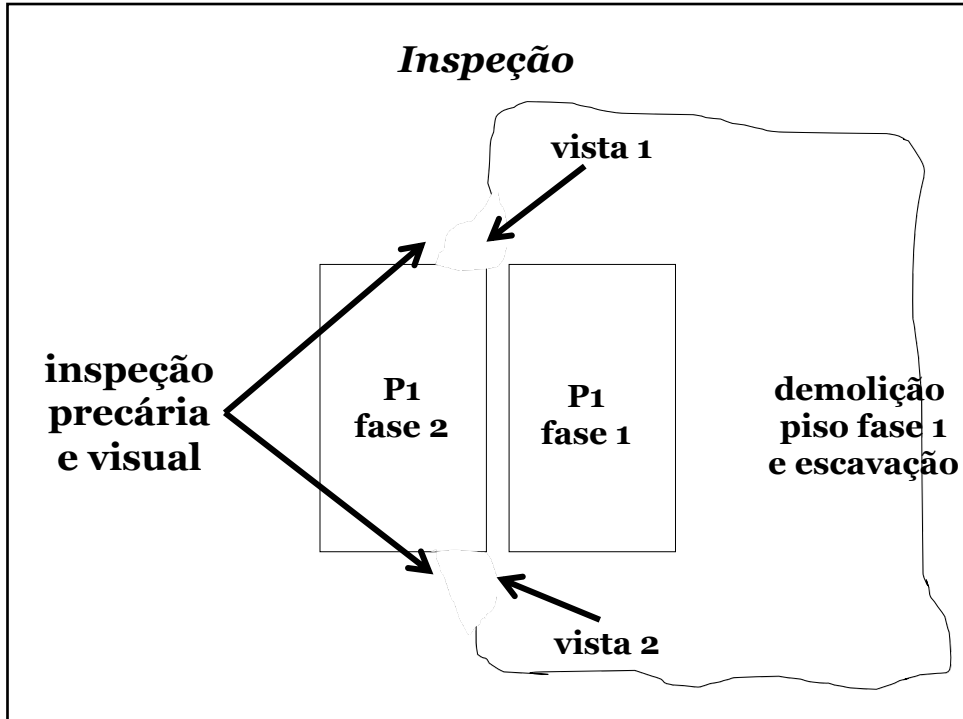 Inspeção
vista 1
inspeção
precária
e visual
P1
fase 2
P1
fase 1
demolição
piso fase 1
e escavação
vista 2